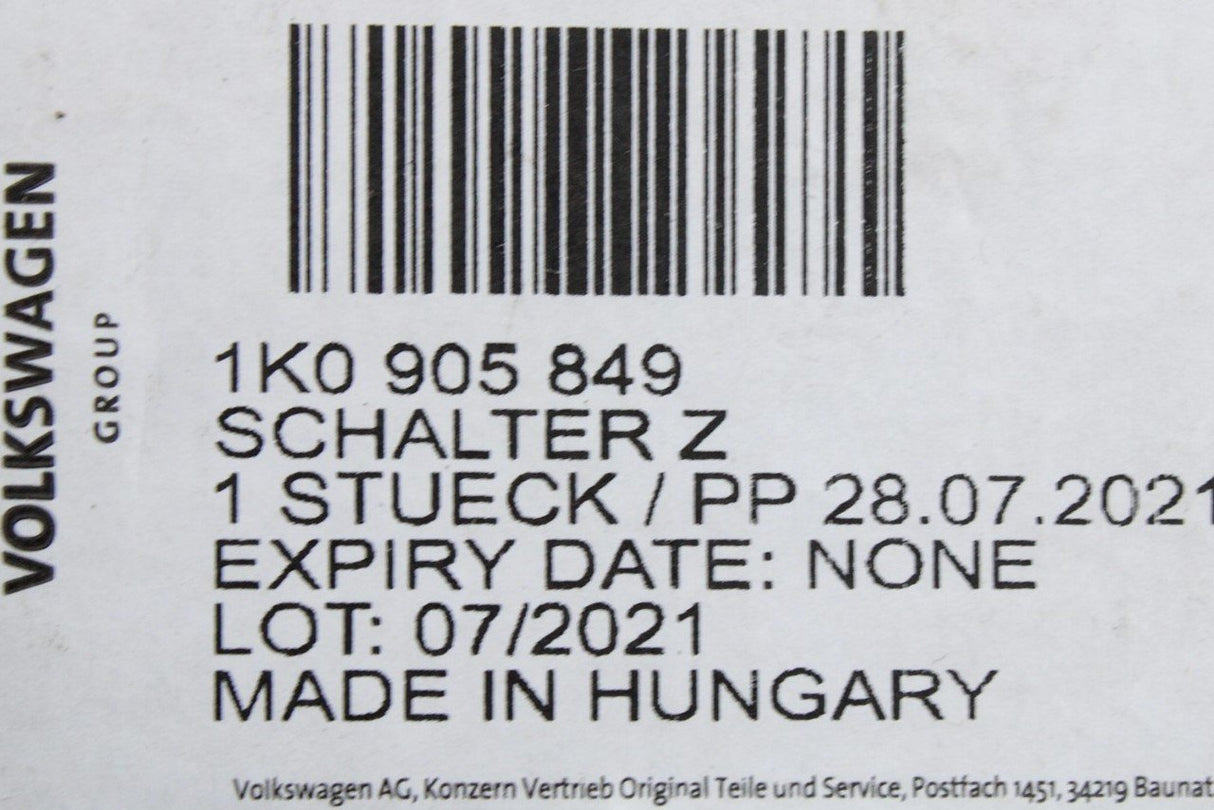 VOLKSWAGEN
GROUP
1K0 905 849
SCHALTER Z
1 STUECK / PP 28.07.2021
EXPIRY DATE: NONE
LOT: 07/2021
MADE IN HUNGARY
Volkswagen AG, Konzern Vertrieb Original Teile und Service, Postfach 1451, 34219 Baunat